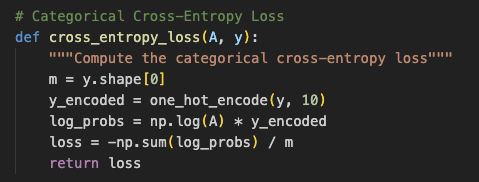 # Categorical Cross-Entropy Loss
def cross_entropy_loss(A, y):
    """Compute the categorical cross-entropy loss"""
    m = y.shape[0]
    y_encoded = one_hot_encode(y, 10)
    log_probs = np.log(A) * y_encoded
    loss = -np.sum(log_probs) / m
    return loss